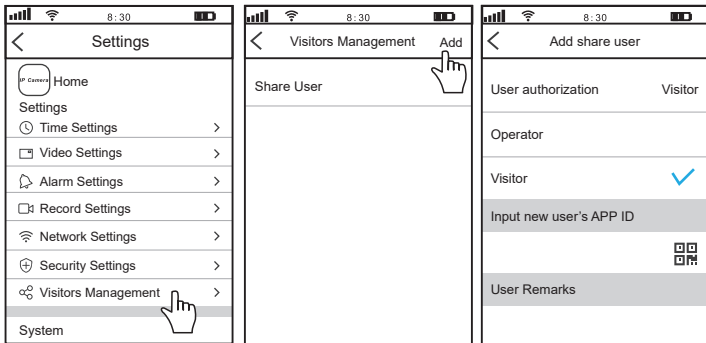 8:30
Settings
IP Camera
Home
Settings
Time Settings
Video Settings
Alarm Settings
Record Settings
Network Settings
Security Settings
Visitors Management
System
8:30
Visitors Management Add
Share User
8:30
Add share user
User authorization Visitor
Operator
Visitor
Input new user's APP ID
User Remarks